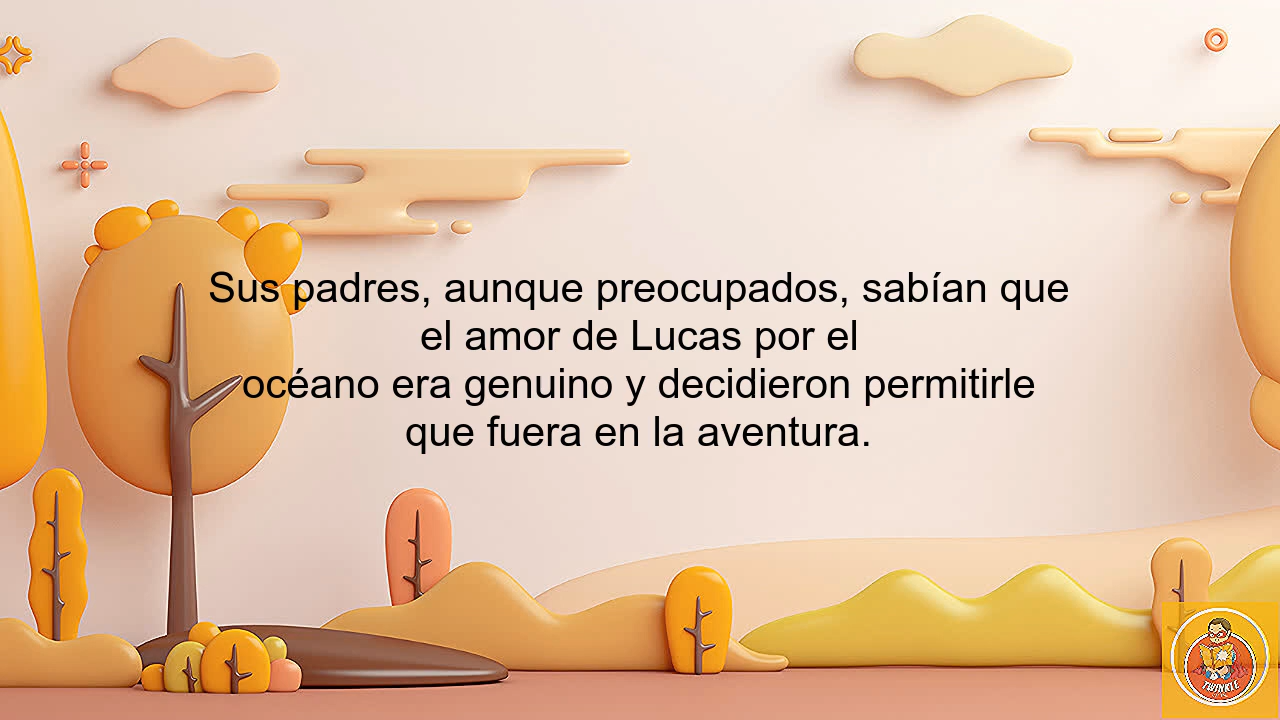 Sus padres, aunque preocupados, sabían que
el amor de Lucas por el
océano era genuino y decidieron permitirle
que fuera en la aventura.
TWINKLE